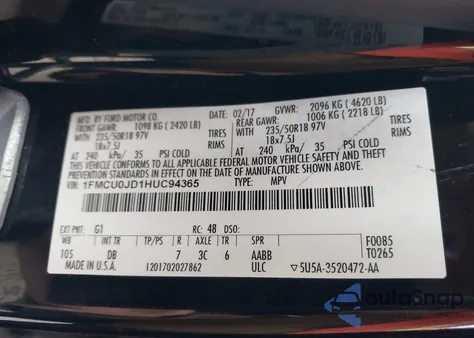 MFD. BY FORD MOTOR CO. 02/17 GVWR: 2096 KG ( 4620 LB)
FRONT GAWR: 1098 KG ( 2420 LB) REAR GAWR: 1006 KG ( 2218 LB)
WITH 235/50R18 97V TIRES WITH 235/50R18 97V TIRES
18x7.5J RIMS 18x7.5J RIMS
AT 240 kPa/ 35 PSI COLD AT 240 kPa/ 35 PSI COLD
THIS VEHICLE CONFORMS TO ALL APPLICABLE FEDERAL MOTOR VEHICLE SAFETY AND THEFT
PREVENTION STANDARDS IN EFFECT ON THE DATE OF MANUFACTURE SHOWN ABOVE.
VIN: 1FMCU0JD1HUC94365 TYPE: MPV
EXT PNT: G1 RC: 48 DSO: F0085
WB INT TR TP/PS R AXLE TR SPR T0265
105 DB 7 3C 6 AABB
MADE IN U.S.A. 1201702027862 ULC 5U5A-3520472-AA
autoSnap